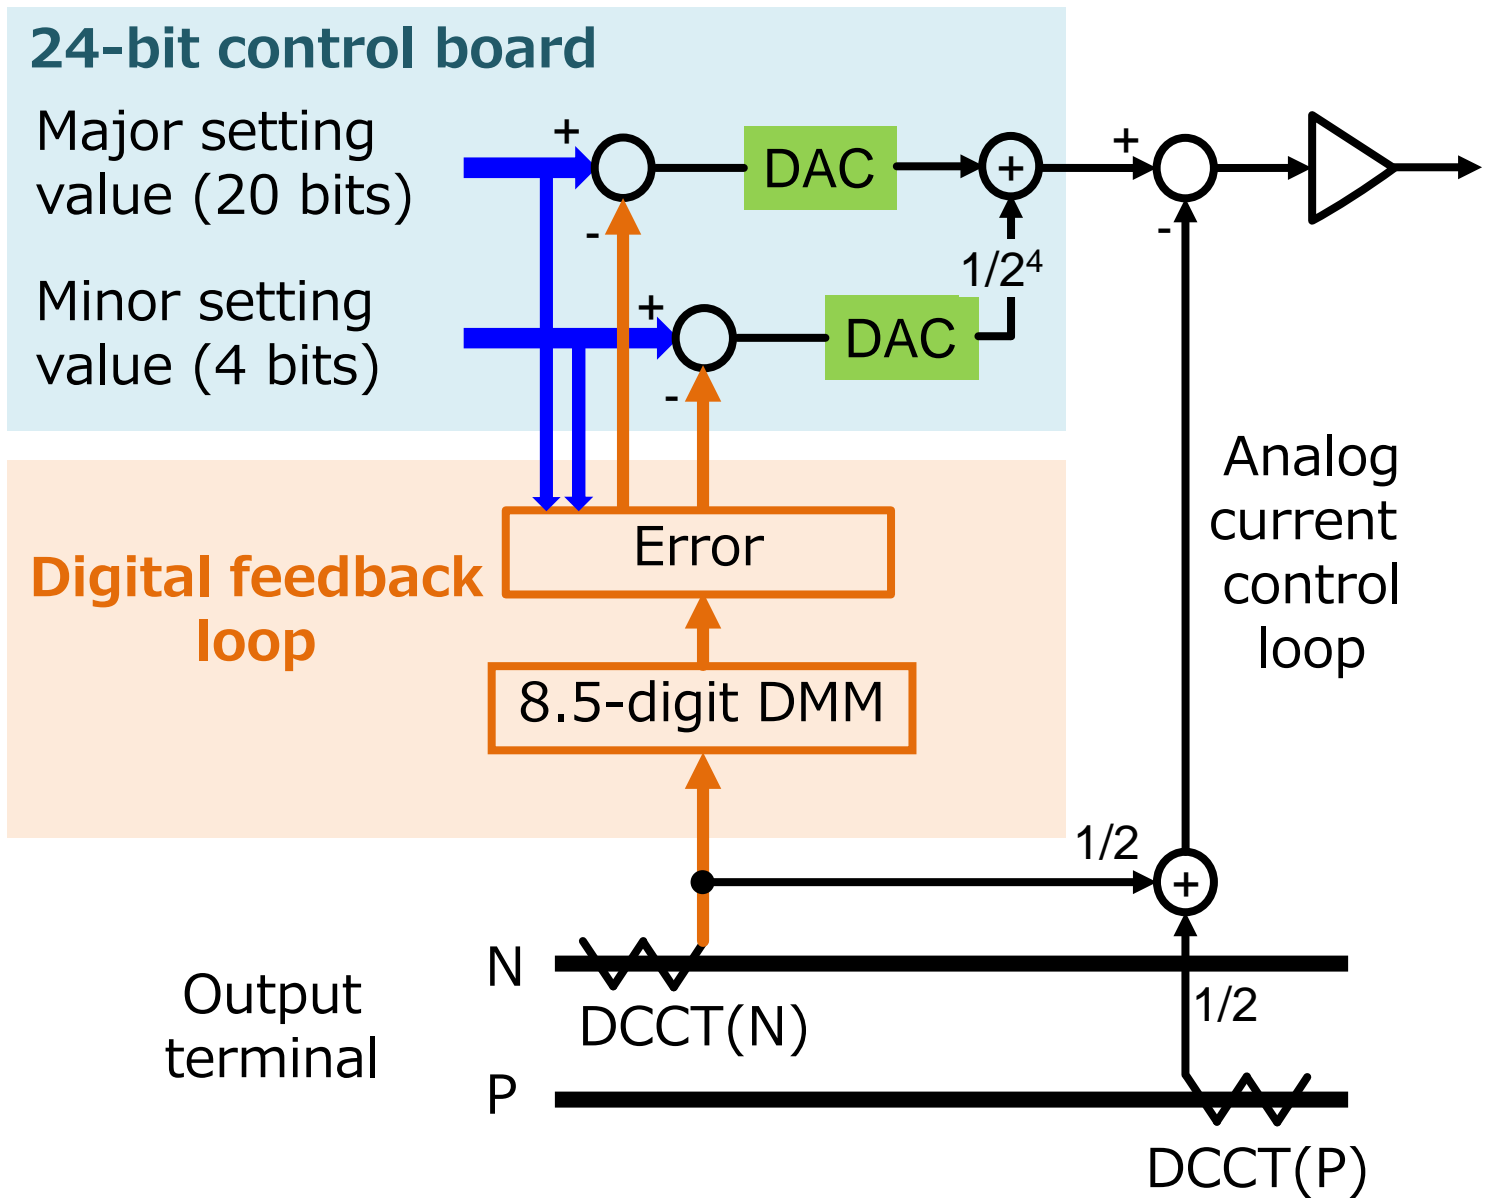 24-bit control board
Major setting
value (20 bits)
+
-
DAC
+
+
-
Minor setting
value (4 bits)
+
-
DAC
1/2⁴
Analog
current
control
loop
Digital feedback
loop
Error
8.5-digit DMM
1/2
+
Output
terminal
N
DCCT(N)
1/2
P
DCCT(P)